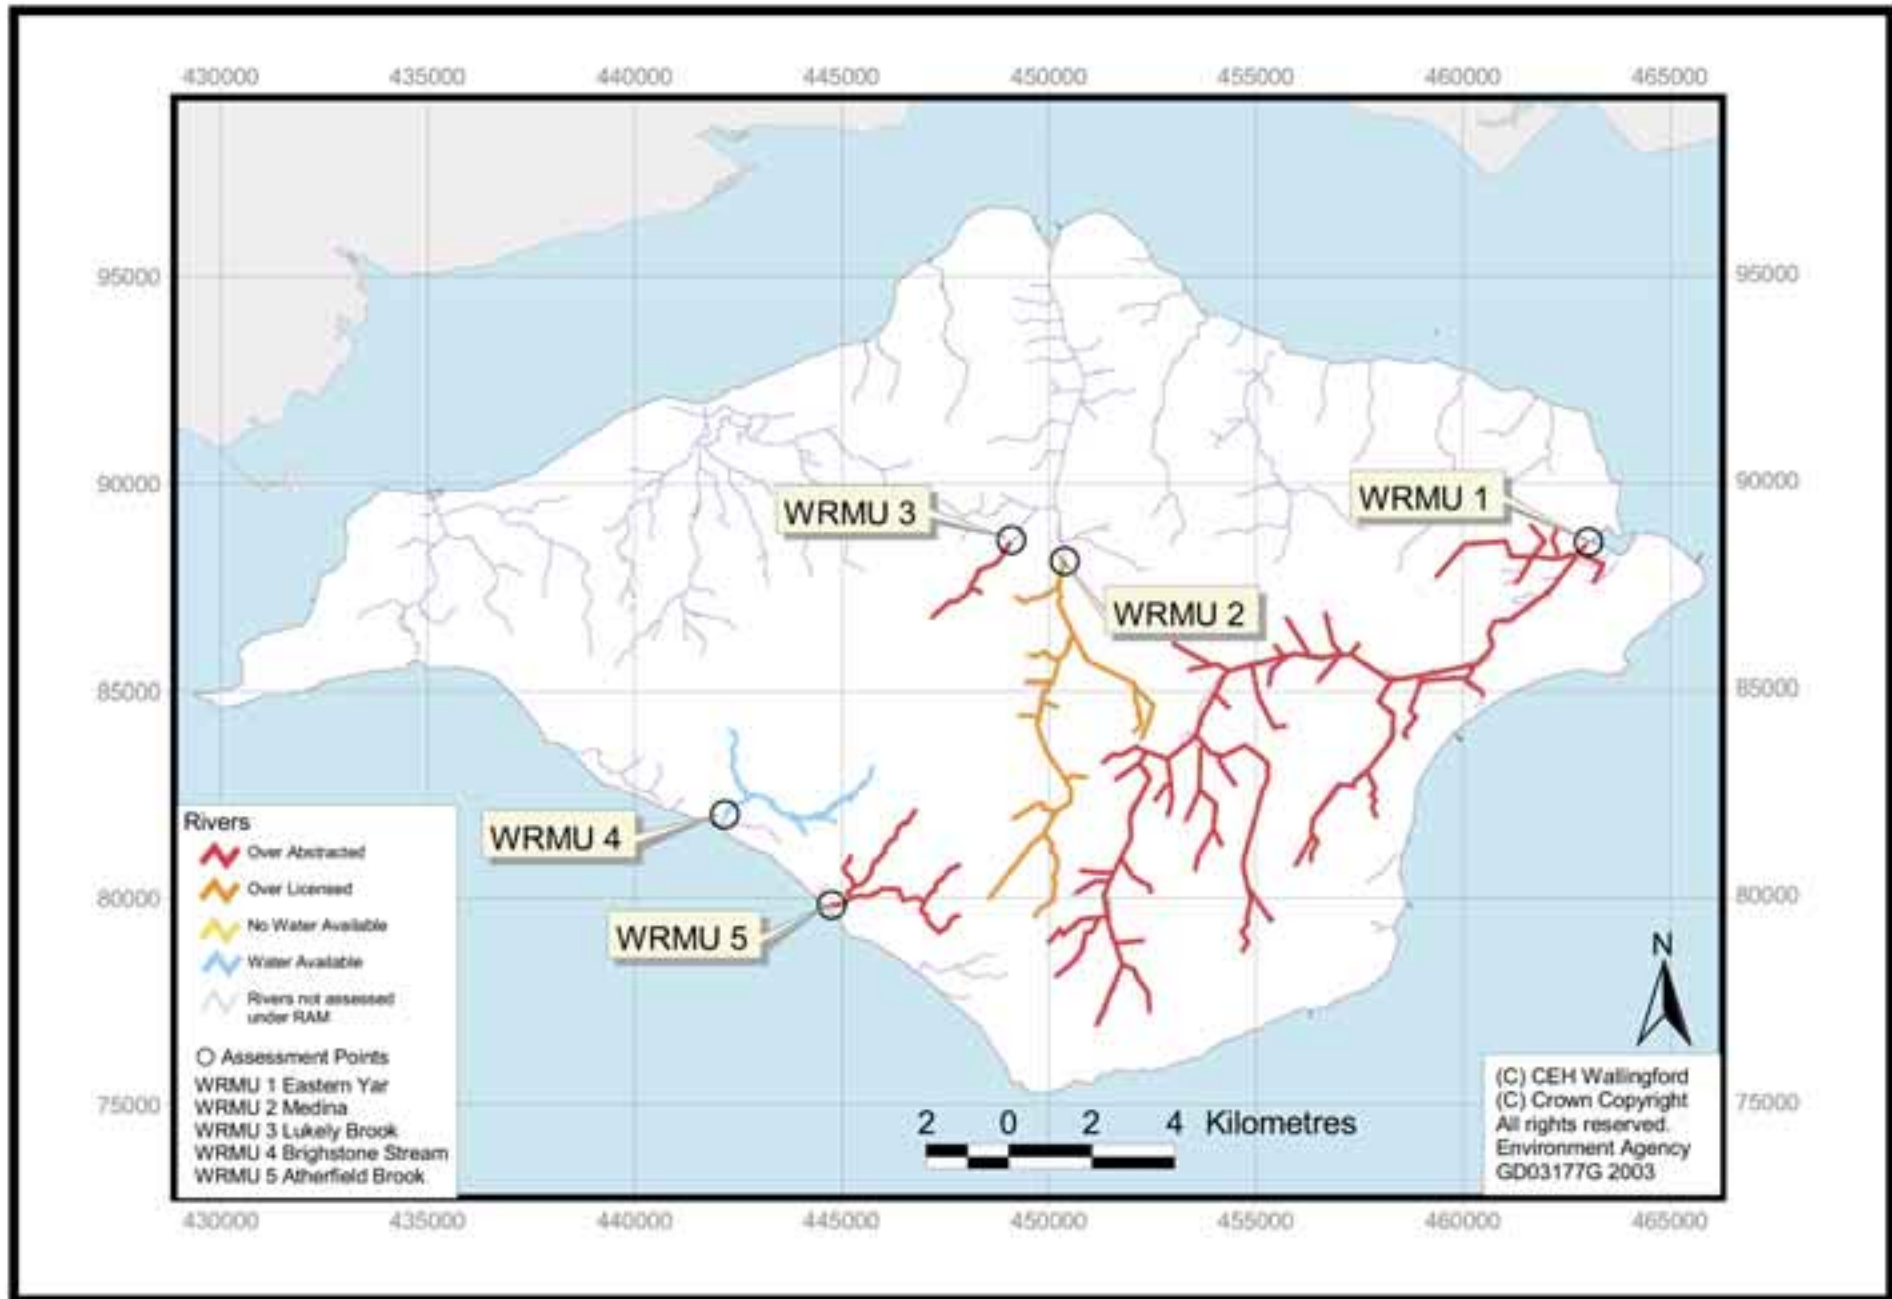 430000 435000 440000 445000 450000 455000 460000 465000
95000 95000
90000 90000
WRMU 1
WRMU 3
WRMU 2
85000 85000
WRMU 4
80000 80000
WRMU 5
Rivers
Over Abstracted
Over Licensed
No Water Available
Water Available
Rivers not assessed
under RAM
Assessment Points
WRMU 1 Eastern Yar
WRMU 2 Medina
WRMU 3 Lukely Brook
WRMU 4 Brighstone Stream
WRMU 5 Atherfield Brook
75000 75000
N
2 0 2 4 Kilometres
(C) CEH Wallingford
(C) Crown Copyright
All rights reserved.
Environment Agency
GD03177G 2003
430000 435000 440000 445000 450000 455000 460000 465000